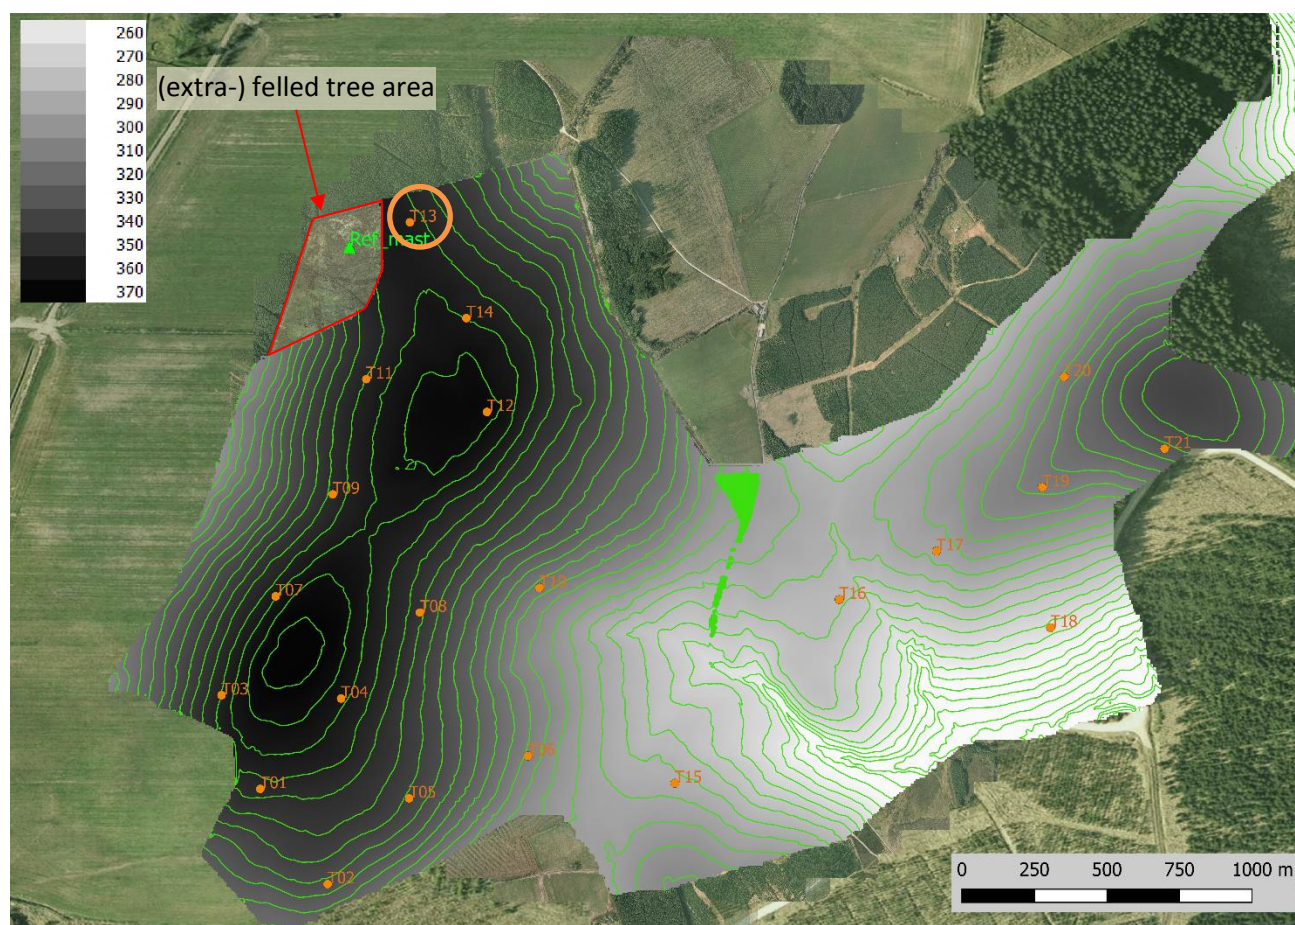 260
270
280
290
300
310
320
330
340
350
360
370
(extra-) felled tree area
T13
Ref_mast
T14
T11
T12
T20
T21
T09
T19
T17
T07
T08
T10
T16
T18
T03
T04
T06
T15
T01
T05
T02
0 250 500 750 1000 m